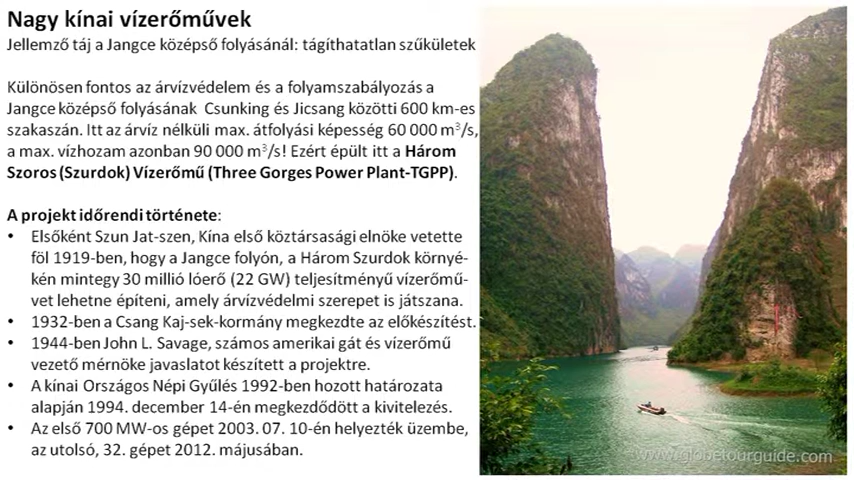 Nagy kínai vízerőművek
Jellemző táj a Jangce középső folyásánál: tágíthatatlan szűkületek
Különösen fontos az árvízvédelem és a folyamszabályozás a
Jangce középső folyásának Csunking és Jicsang közötti 600 km-es
szakaszán. Itt az árvíz nélküli max. átfolyási képesség 60 000 m³/s,
a max. vízhozam azonban 90 000 m³/s! Ezért épült itt a Három
Szoros (Szurdok) Vízerőmű (Three Gorges Power Plant-TGPP).
A projekt időrendi története:
• Elsőként Szun Jat-szen, Kína első köztársasági elnöke vetette
föl 1919-ben, hogy a Jangce folyón, a Három Szurdok környé-
kén mintegy 30 millió lóerő (22 GW) teljesítményű vízerőmű-
vet lehetne építeni, amely árvízvédelmi szerepet is játszana.
• 1932-ben a Csang Kaj-sek-kormány megkezdte az előkészítést.
• 1944-ben John L. Savage, számos amerikai gát és vízerőmű
vezető mérnöke javaslatot készített a projektre.
• A kínai Országos Népi Gyűlés 1992-ben hozott határozata
alapján 1994. december 14-én megkezdődött a kivitelezés.
• Az első 700 MW-os gépet 2003. 07. 10-én helyezték üzembe,
az utolsó, 32. gépet 2012. májusában.
www.globetourguide.com